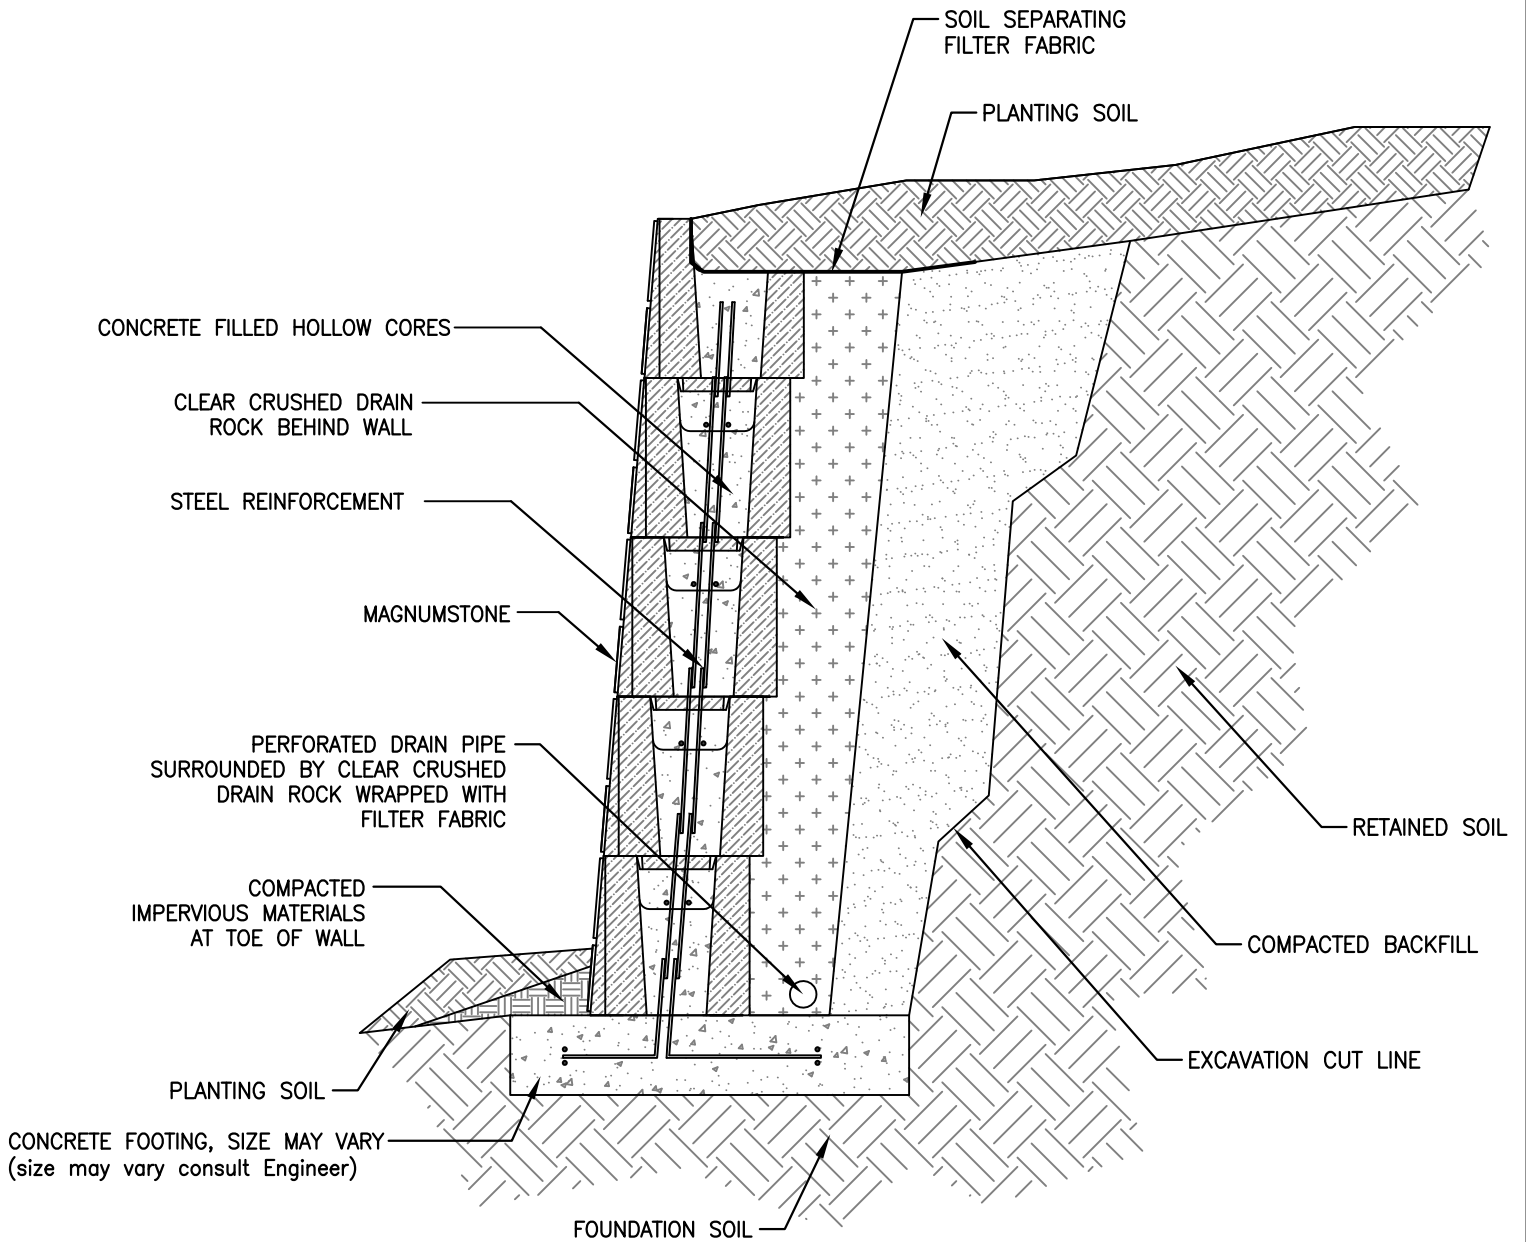 SOIL SEPARATING
FILTER FABRIC
PLANTING SOIL
CONCRETE FILLED HOLLOW CORES
CLEAR CRUSHED DRAIN
ROCK BEHIND WALL
STEEL REINFORCEMENT
MAGNUMSTONE
PERFORATED DRAIN PIPE
SURROUNDED BY CLEAR CRUSHED
DRAIN ROCK WRAPPED WITH
FILTER FABRIC
RETAINED SOIL
COMPACTED
IMPERVIOUS MATERIALS
AT TOE OF WALL
COMPACTED BACKFILL
EXCAVATION CUT LINE
PLANTING SOIL
CONCRETE FOOTING, SIZE MAY VARY
(size may vary consult Engineer)
FOUNDATION SOIL